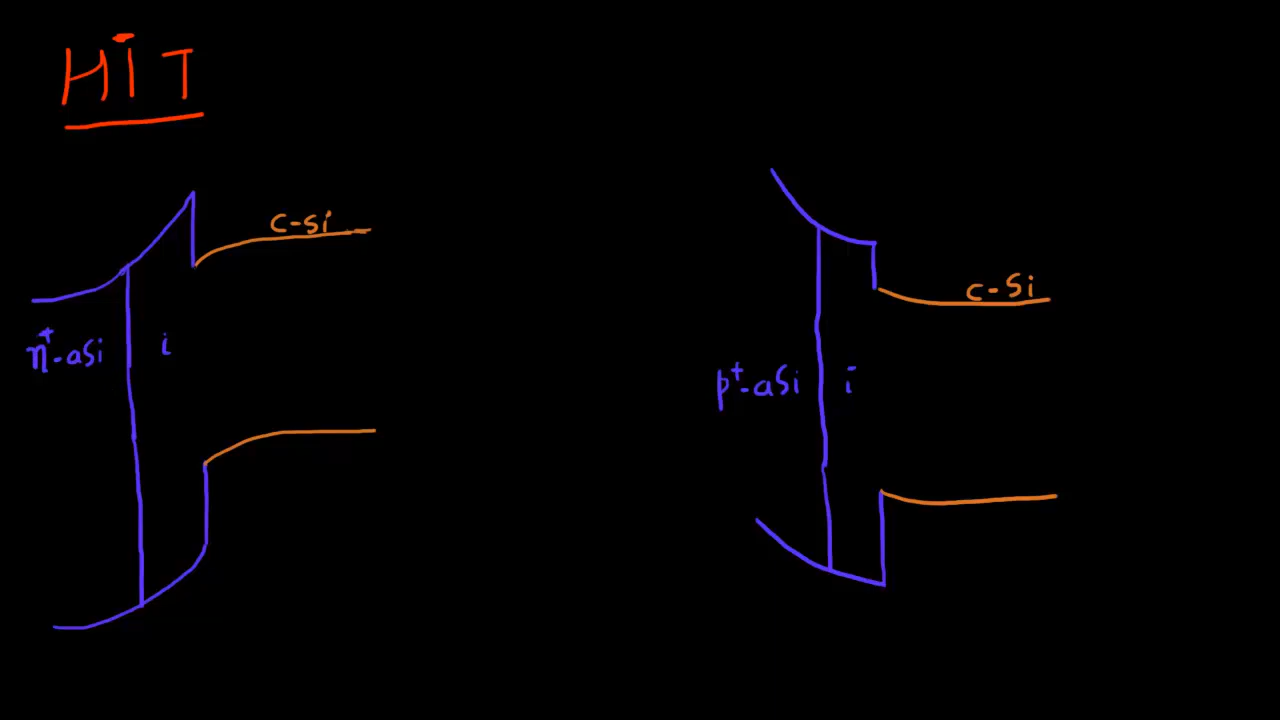 HiT
c-si
c-Si
η⁺-aSi i
p⁺-aSi i